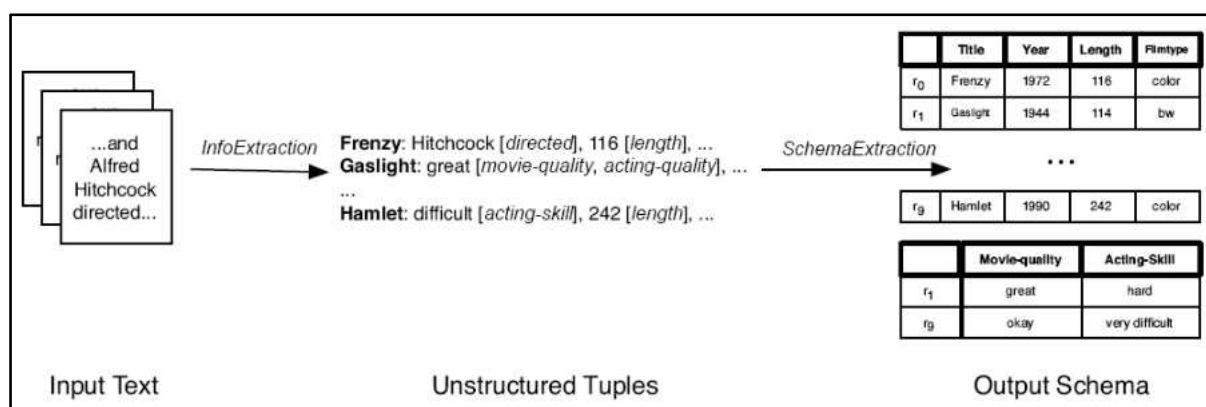 ...and
Alfred
Hitchcock
directed...
InfoExtraction
Frenzy: Hitchcock [directed], 116 [length], ...
Gaslight: great [movie-quality, acting-quality], ...
...
Hamlet: difficult [acting-skill], 242 [length], ...
SchemaExtraction
Title Year Length Filmtype
r0 Frenzy 1972 116 color
r1 Gaslight 1944 114 bw
...
r9 Hamlet 1990 242 color
Movie-quality Acting-Skill
r1 great hard
r9 okay very difficult
Input Text
Unstructured Tuples
Output Schema